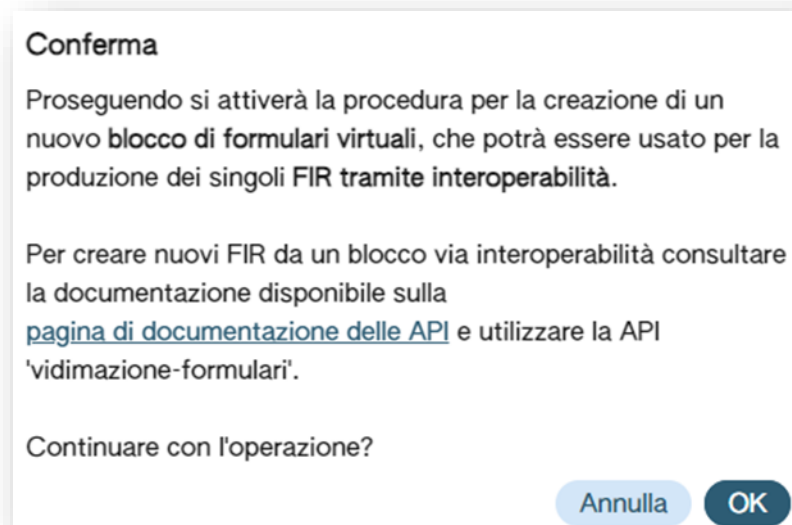 Conferma
Proseguendo si attiverà la procedura per la creazione di un
nuovo blocco di formulari virtuali, che potrà essere usato per la
produzione dei singoli FIR tramite interoperabilità.
Per creare nuovi FIR da un blocco via interoperabilità consultare
la documentazione disponibile sulla
pagina di documentazione delle API e utilizzare la API
'vidimazione-formulari'.
Continuare con l'operazione?
Annulla OK